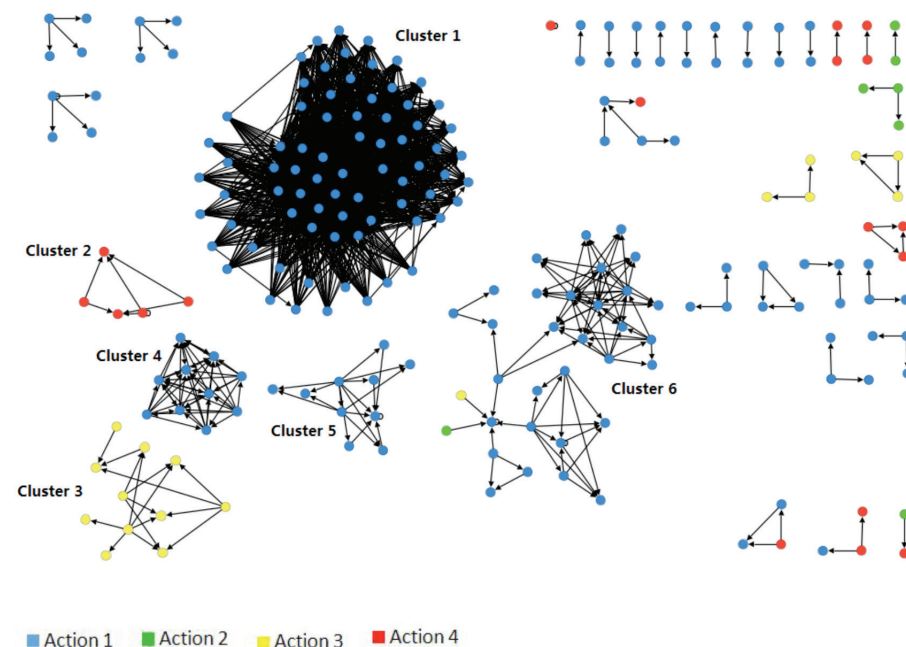 Cluster 1
Cluster 2
Cluster 4
Cluster 6
Cluster 5
Cluster 3
Action 1 Action 2 Action 3 Action 4